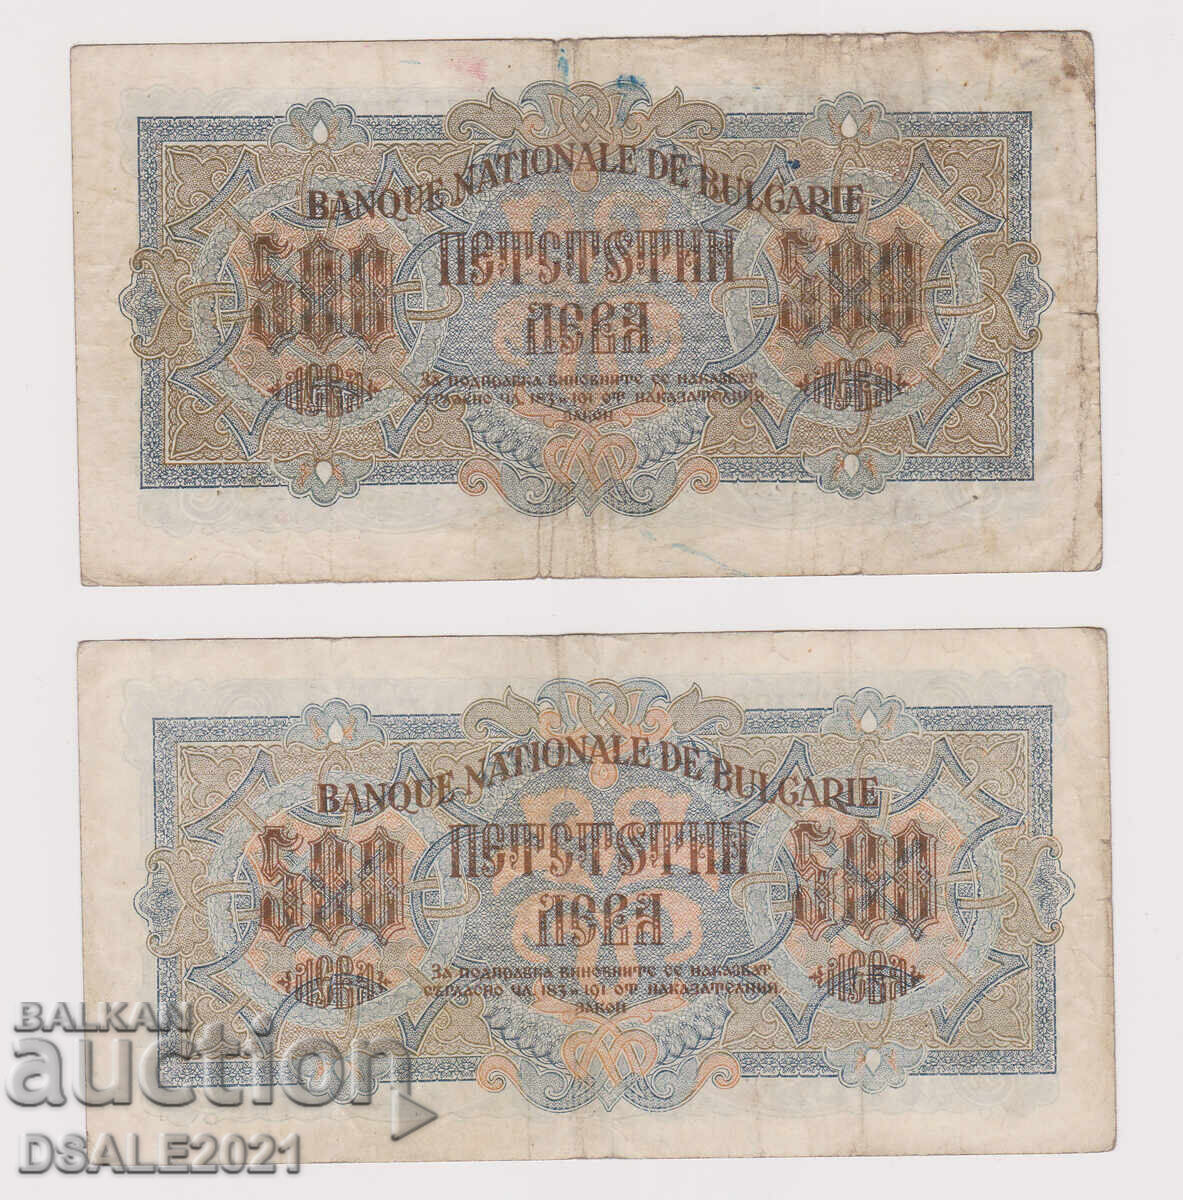 BANQUE NATIONALE DE BULGARIE
500 ПЕТСТОТИН 500
ЛЕВА
ЛЕВА ЛЕВА
ЗА ПОДПРАВКА ВИНОВНИТЕ СЕ НАКАЗВАТ
СЪГЛАСНО ЧЛ. 183 И 191 ОТ НАКАЗАТЕЛНИЯ
ЗАКОН
BANQUE NATIONALE DE BULGARIE
500 ПЕТСТОТИН 500
ЛЕВА
ЛЕВА ЛЕВА
ЗА ПОДПРАВКА ВИНОВНИТЕ СЕ НАКАЗВАТ
СЪГЛАСНО ЧЛ. 183 И 191 ОТ НАКАЗАТЕЛНИЯ
ЗАКОН
BALKAN
auction
DSALE2021